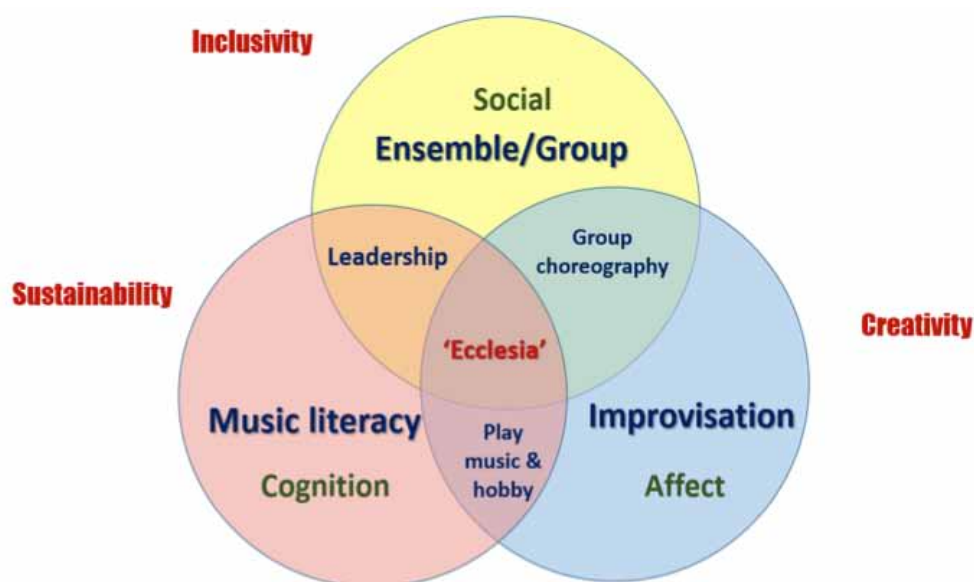 Inclusivity
Social
Ensemble/Group
Leadership
Group
choreography
Sustainability
Creativity
‘Ecclesia’
Music literacy
Improvisation
Play
music &
hobby
Cognition
Affect